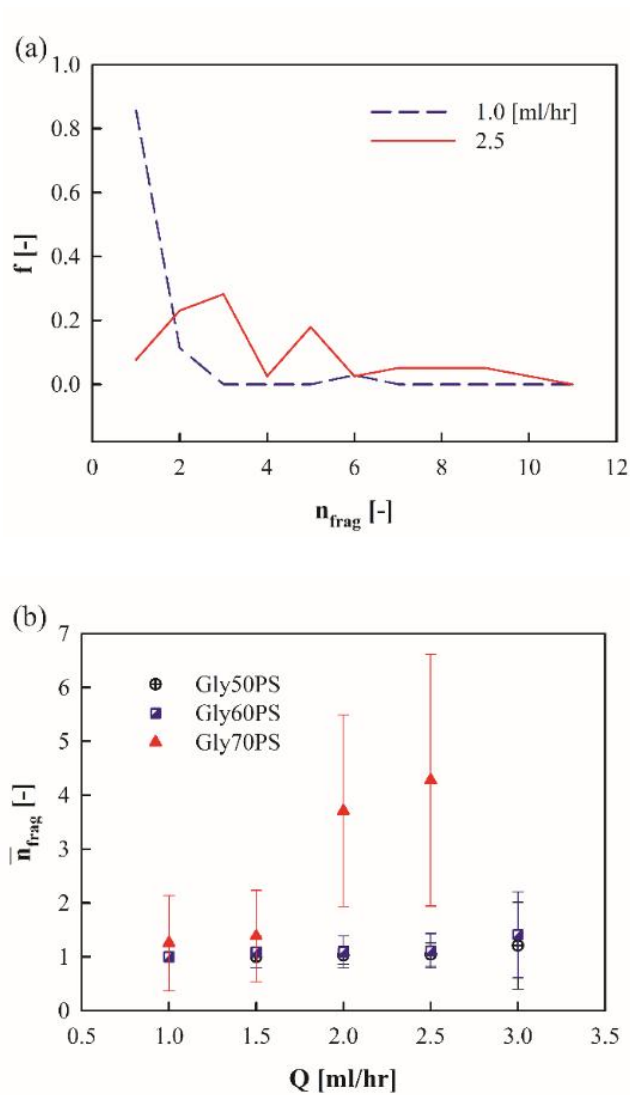 (a)
1.0
0.8
0.6
0.4
0.2
0.0
f [-]
1.0 [ml/hr]
2.5
0 2 4 6 8 10 12
n_frag [-]
(b)
7
6
5
4
3
2
1
0
n̅_frag [-]
Gly50PS
Gly60PS
Gly70PS
0.5 1.0 1.5 2.0 2.5 3.0 3.5
Q [ml/hr]